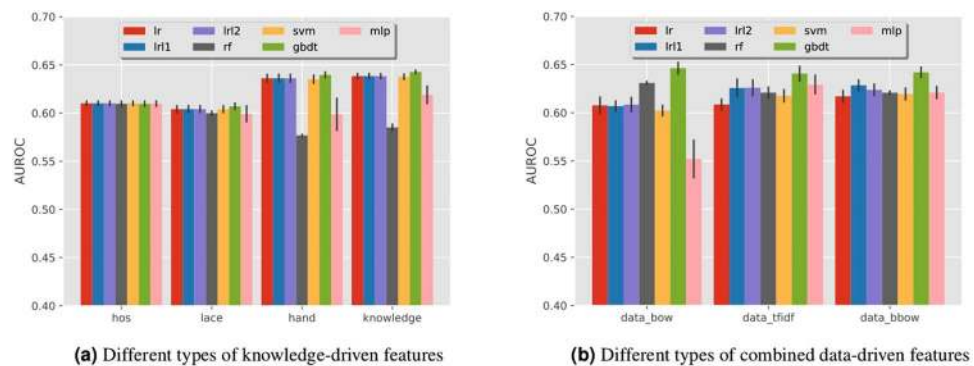 0.70
lr
lrl2
svm
mlp
lrl1
rf
gbdt
0.65
0.60
AUROC
0.55
0.50
0.45
0.40
hos
lace
hand
knowledge
(a) Different types of knowledge-driven features
0.70
lr
lrl2
svm
mlp
lrl1
rf
gbdt
0.65
0.60
AUROC
0.55
0.50
0.45
0.40
data_bow
data_tfidf
data_bbow
(b) Different types of combined data-driven features